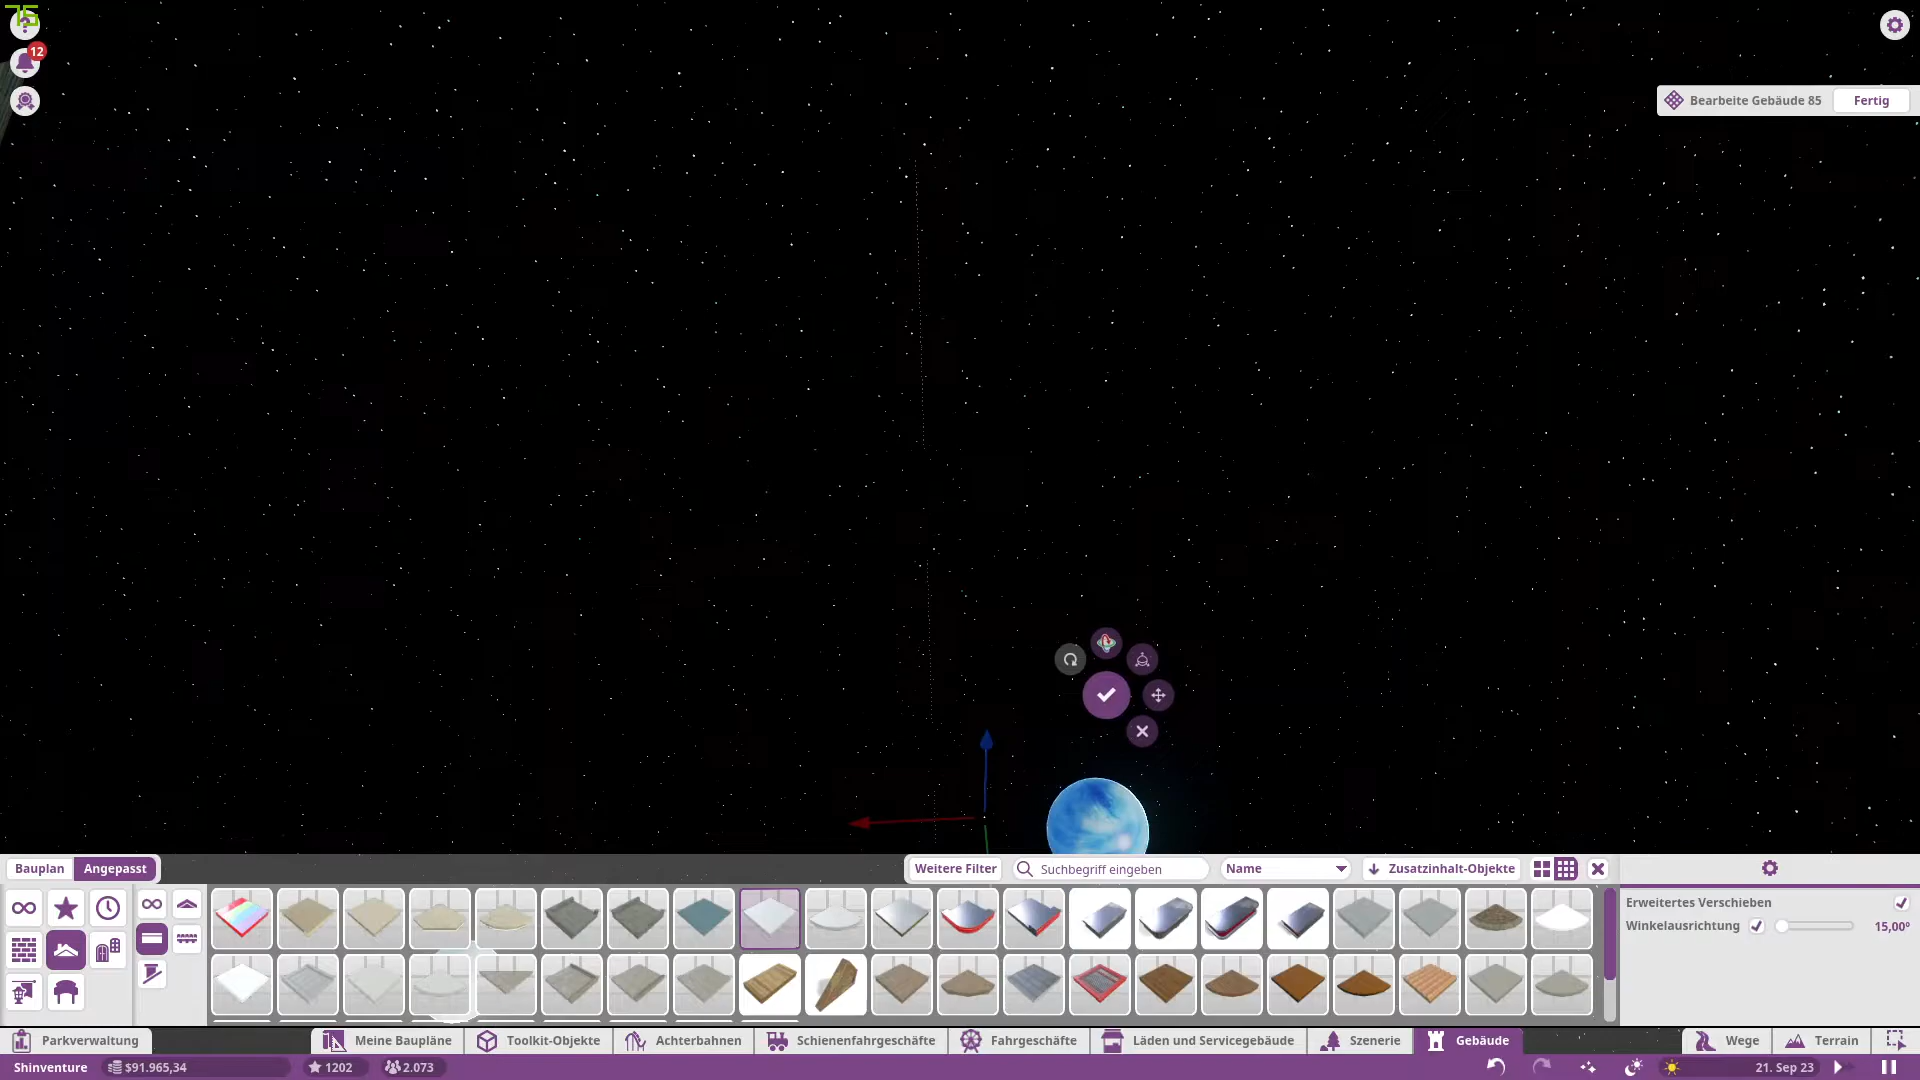 75
12
Bearbeite Gebäude 85
Fertig
Bauplan
Angepasst
Weitere Filter
Suchbegriff eingeben
Name
Zusatzinhalt-Objekte
Erweitertes Verschieben
Winkelausrichtung
15,00°
Parkverwaltung
Meine Baupläne
Toolkit-Objekte
Achterbahnen
Schienenfahrgeschäfte
Fahrgeschäfte
Läden und Servicegebäude
Szenerie
Gebäude
Wege
Terrain
Shinventure
$91.965,34
1202
2.073
21. Sep 23